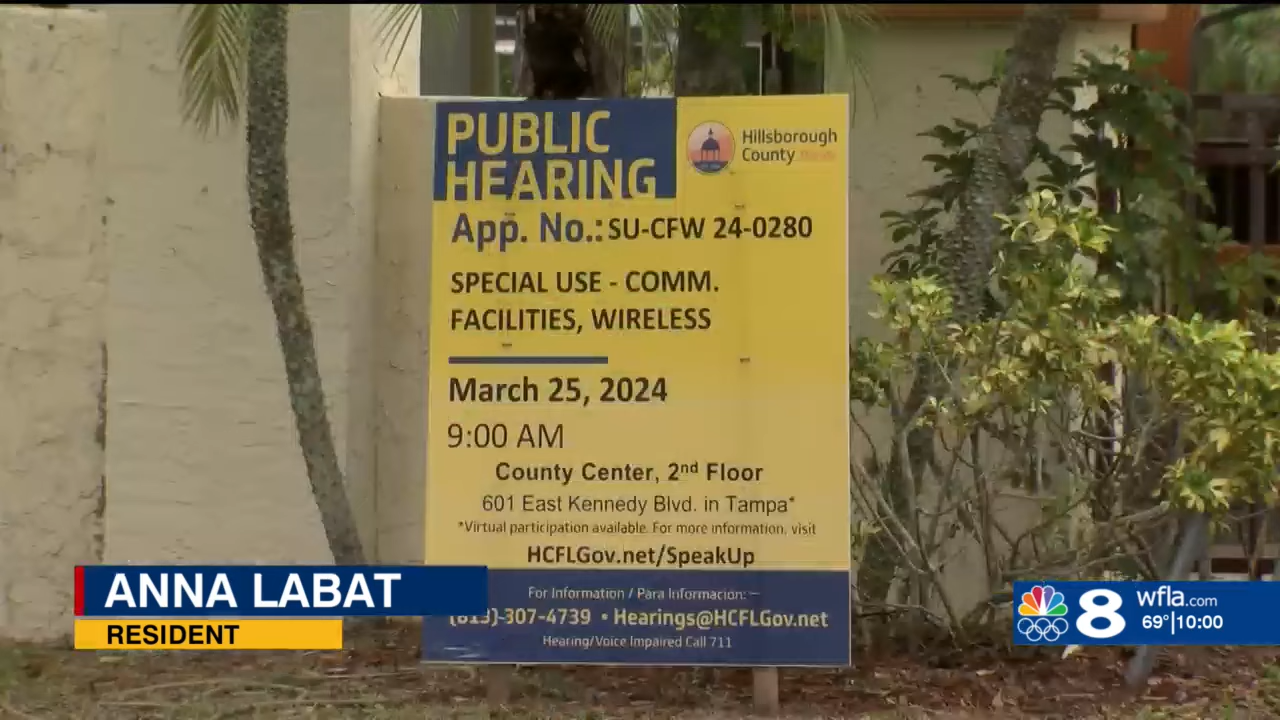 PUBLIC
HEARING
Hillsborough
County
App. No.: SU-CFW 24-0280
SPECIAL USE - COMM.
FACILITIES, WIRELESS
March 25, 2024
9:00 AM
County Center, 2nd Floor
601 East Kennedy Blvd. in Tampa*
*Virtual participation available. For more information, visit
HCFLGov.net/SpeakUp
For Information / Para Información:
307-4739 • Hearings@HCFLGov.net
Hearing/Voice Impaired Call 711
ANNA LABAT
RESIDENT
8
wfla.com
69° | 10:00